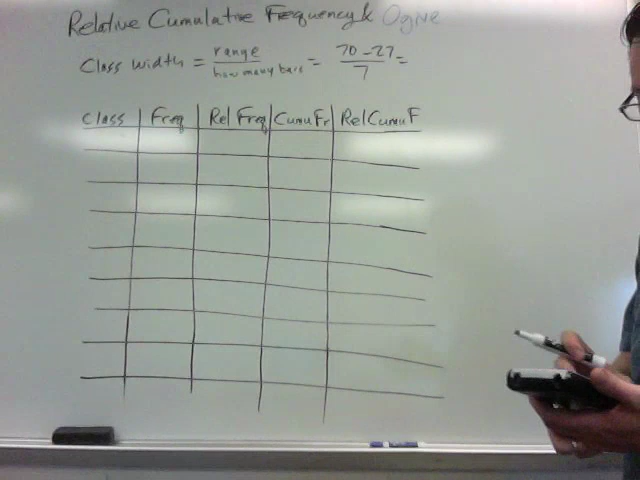 Relative Cumulative Frequency & Ogive
Class width = range / how many bars = 70-27 / 7 =
Class Freq Rel Freq Cumu Fr Rel Cumu F